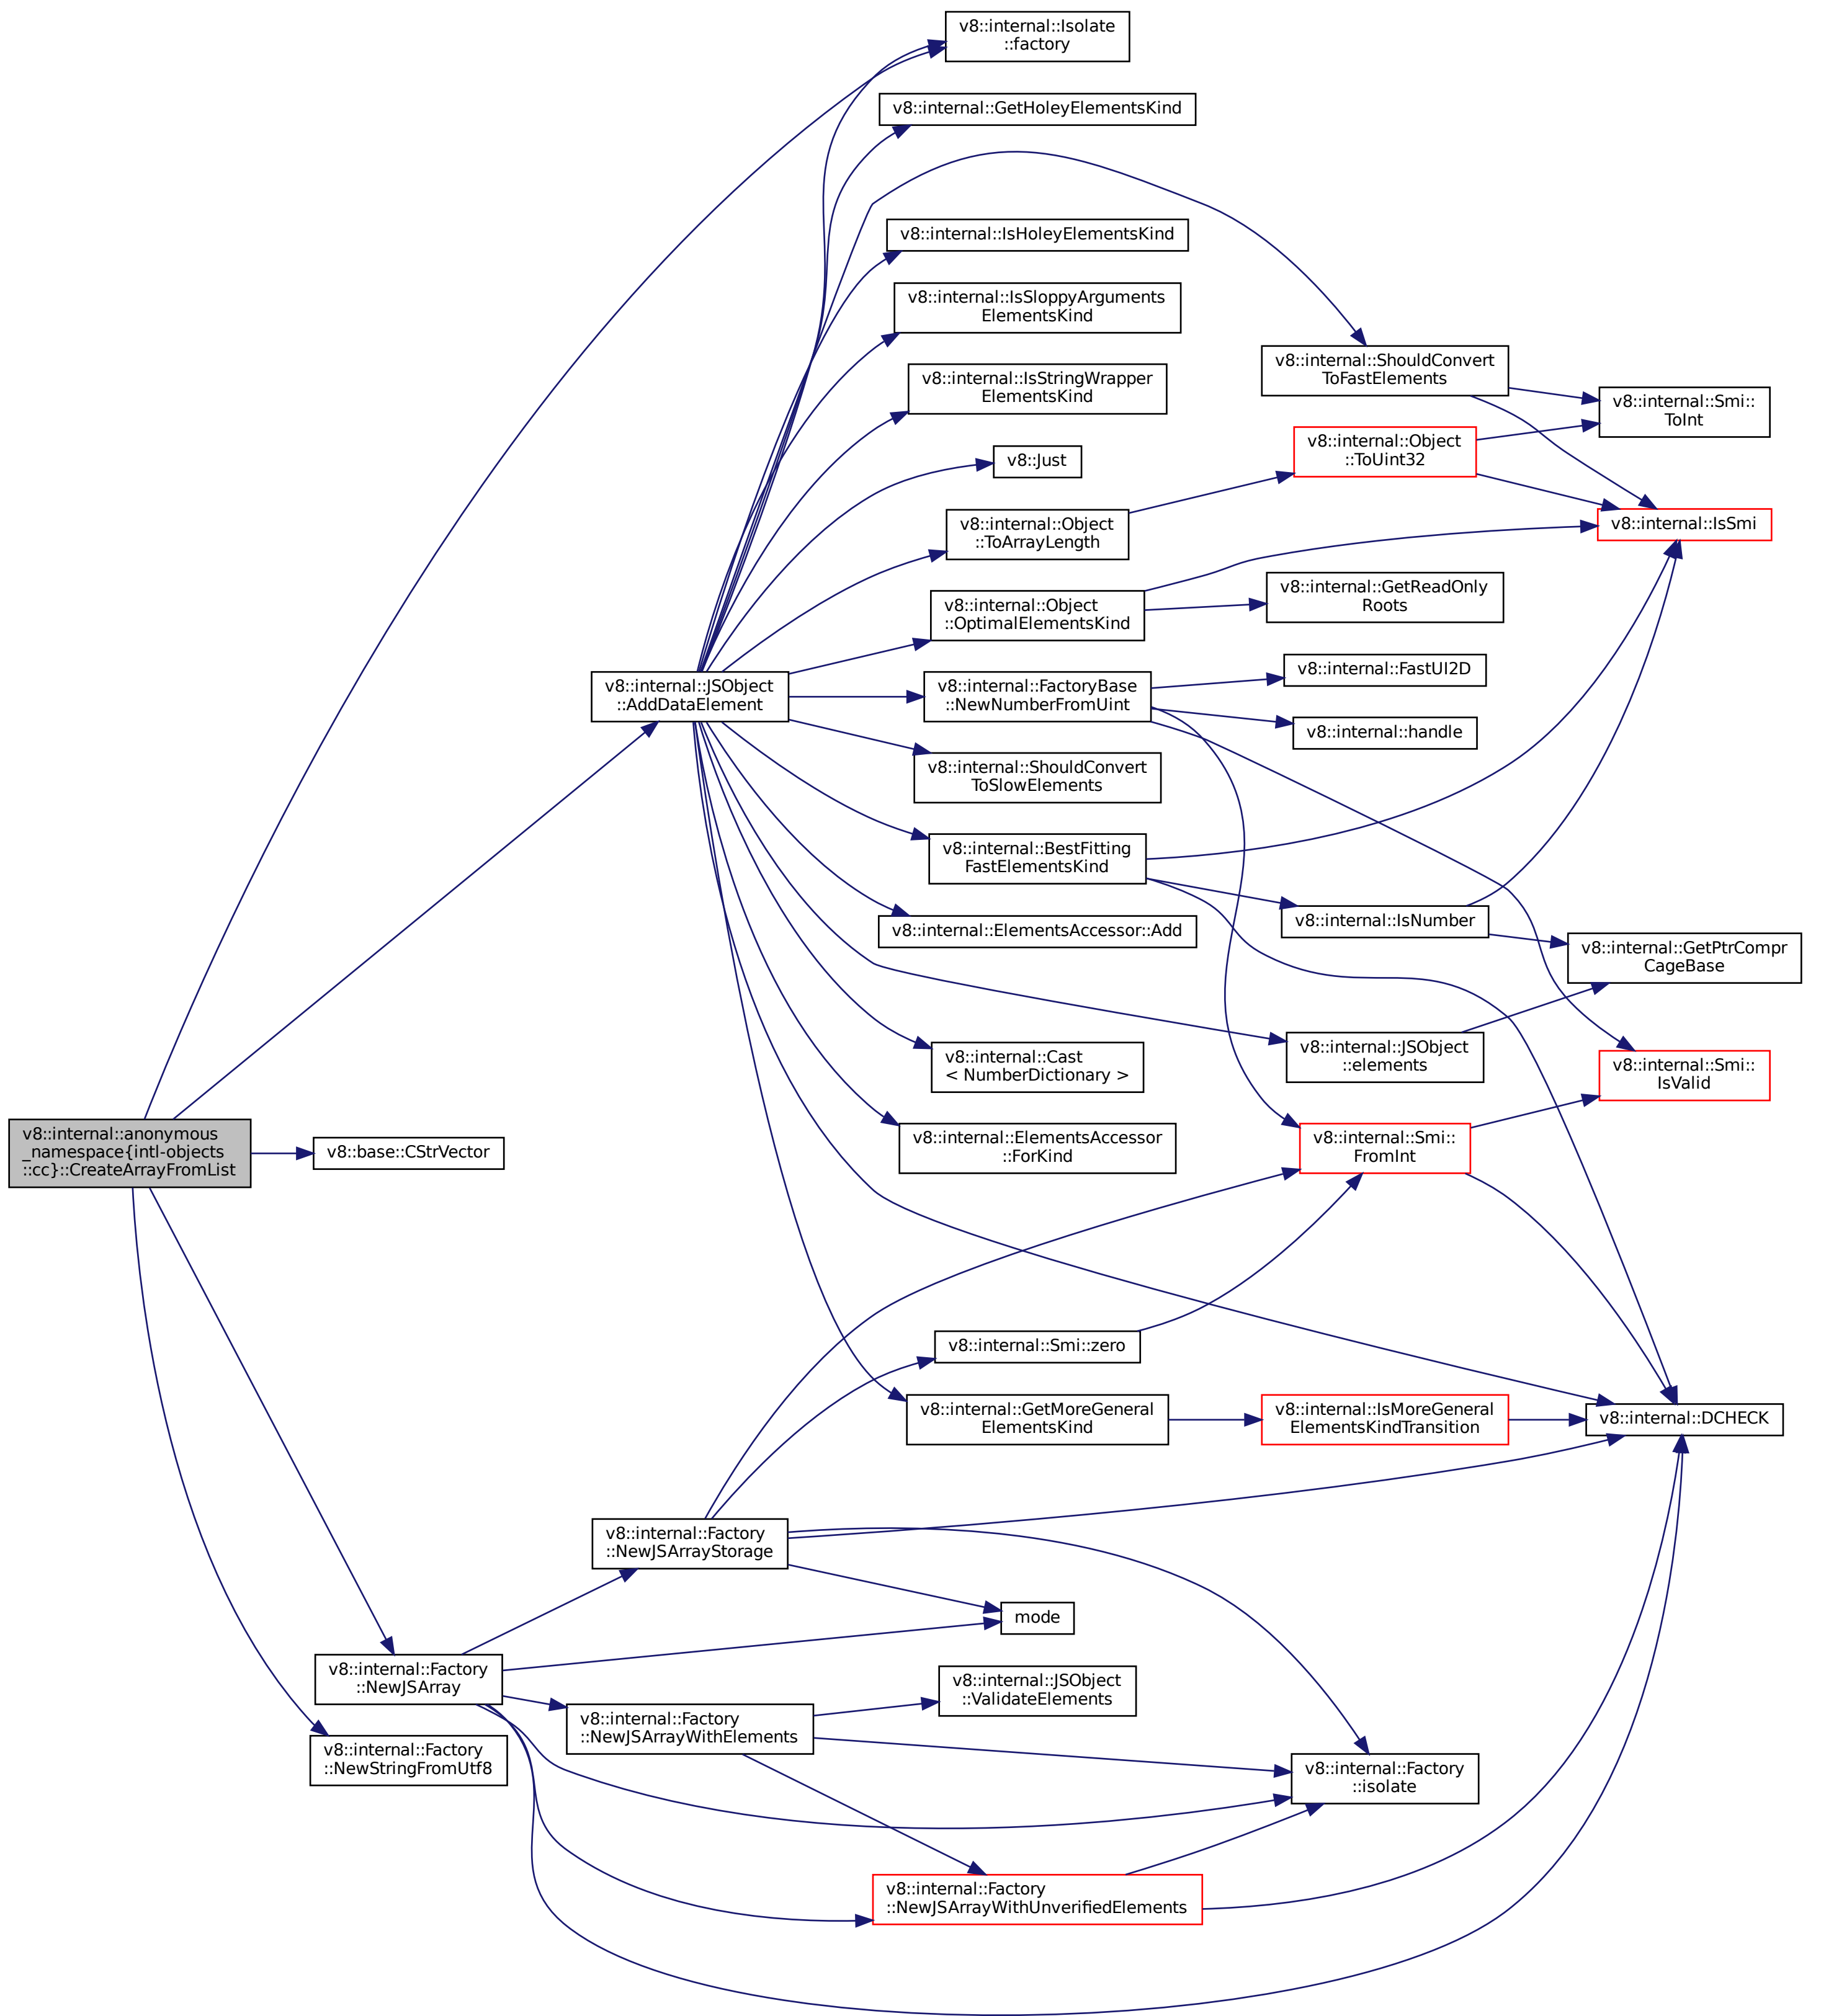 v8::internal::Isolate
::factory
v8::internal::GetHoleyElementsKind
v8::internal::IsHoleyElementsKind
v8::internal::IsSloppyArguments
ElementsKind
v8::internal::ShouldConvert
ToFastElements
v8::internal::IsStringWrapper
ElementsKind
v8::internal::Smi::
ToInt
v8::internal::Object
::ToUint32
v8::Just
v8::internal::Object
::ToArrayLength
v8::internal::IsSmi
v8::internal::Object
::OptimalElementsKind
v8::internal::GetReadOnly
Roots
v8::internal::FastUI2D
v8::internal::JSObject
::AddDataElement
v8::internal::FactoryBase
::NewNumberFromUint
v8::internal::handle
v8::internal::ShouldConvert
ToSlowElements
v8::internal::BestFitting
FastElementsKind
v8::internal::IsNumber
v8::internal::ElementsAccessor::Add
v8::internal::GetPtrCompr
CageBase
v8::internal::JSObject
::elements
v8::internal::Cast
< NumberDictionary >
v8::internal::Smi::
IsValid
v8::internal::anonymous
_namespace{intl-objects
::cc}::CreateArrayFromList
v8::base::CStrVector
v8::internal::ElementsAccessor
::ForKind
v8::internal::Smi::
FromInt
v8::internal::Smi::zero
v8::internal::GetMoreGeneral
ElementsKind
v8::internal::IsMoreGeneral
ElementsKindTransition
v8::internal::DCHECK
v8::internal::Factory
::NewJSArrayStorage
mode
v8::internal::Factory
::NewJSArray
v8::internal::JSObject
::ValidateElements
v8::internal::Factory
::NewJSArrayWithElements
v8::internal::Factory
::NewStringFromUtf8
v8::internal::Factory
::isolate
v8::internal::Factory
::NewJSArrayWithUnverifiedElements